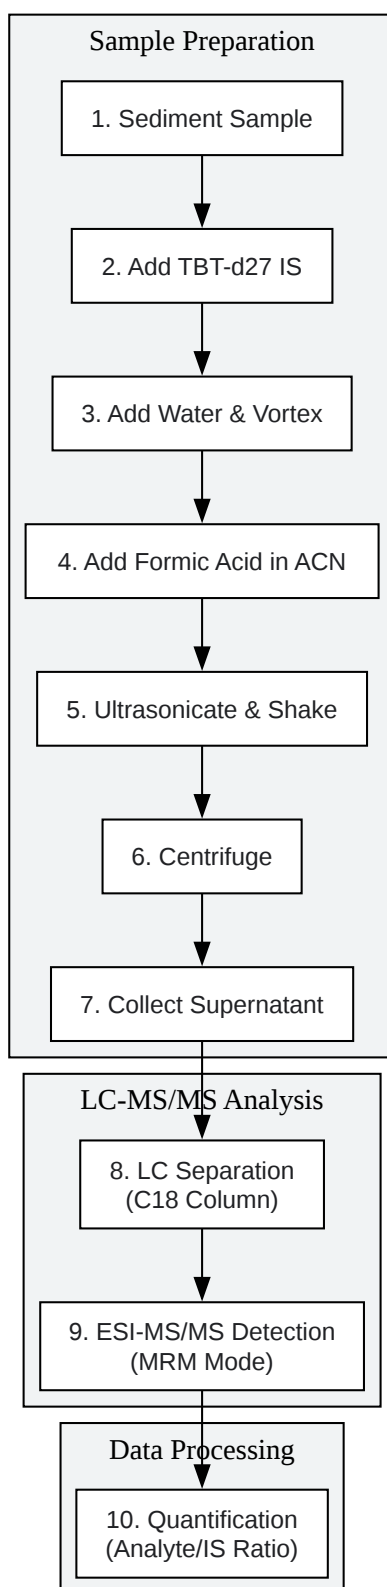 Sample Preparation
1. Sediment Sample
2. Add TBT-d27 IS
3. Add Water & Vortex
4. Add Formic Acid in ACN
5. Ultrasonicate & Shake
6. Centrifuge
7. Collect Supernatant
LC-MS/MS Analysis
8. LC Separation
(C18 Column)
9. ESI-MS/MS Detection
(MRM Mode)
Data Processing
10. Quantification
(Analyte/IS Ratio)